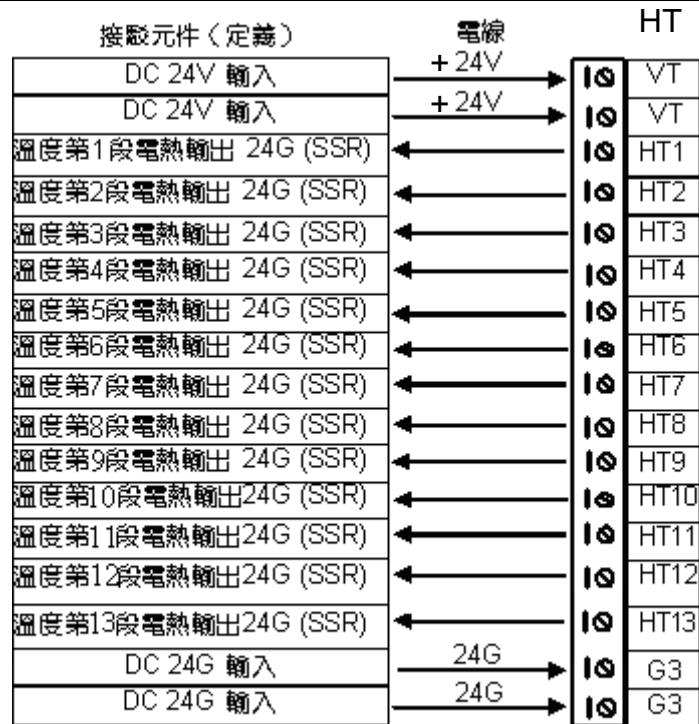 接駁元件（定義） 電線 HT
DC 24V 輸入 +24V VT
DC 24V 輸入 +24V VT
溫度第1段電熱輸出 24G (SSR) HT1
溫度第2段電熱輸出 24G (SSR) HT2
溫度第3段電熱輸出 24G (SSR) HT3
溫度第4段電熱輸出 24G (SSR) HT4
溫度第5段電熱輸出 24G (SSR) HT5
溫度第6段電熱輸出 24G (SSR) HT6
溫度第7段電熱輸出 24G (SSR) HT7
溫度第8段電熱輸出 24G (SSR) HT8
溫度第9段電熱輸出 24G (SSR) HT9
溫度第10段電熱輸出24G (SSR) HT10
溫度第11段電熱輸出24G (SSR) HT11
溫度第12段電熱輸出24G (SSR) HT12
溫度第13段電熱輸出24G (SSR) HT13
DC 24G 輸入 24G G3
DC 24G 輸入 24G G3